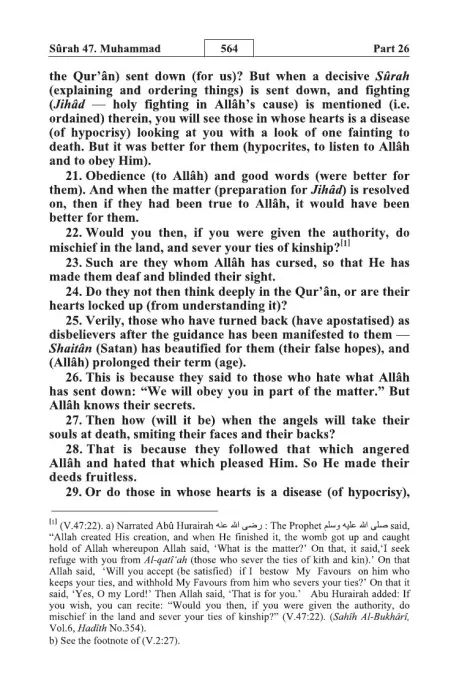 Sûrah 47. Muhammad 564 Part 26
the Qur’ân) sent down (for us)? But when a decisive Sûrah
(explaining and ordering things) is sent down, and fighting
(Jihâd — holy fighting in Allâh’s cause) is mentioned (i.e.
ordained) therein, you will see those in whose hearts is a disease
(of hypocrisy) looking at you with a look of one fainting to
death. But it was better for them (hypocrites, to listen to Allâh
and to obey Him).
21. Obedience (to Allâh) and good words (were better for
them). And when the matter (preparation for Jihâd) is resolved
on, then if they had been true to Allâh, it would have been
better for them.
22. Would you then, if you were given the authority, do
mischief in the land, and sever your ties of kinship?[1]
23. Such are they whom Allâh has cursed, so that He has
made them deaf and blinded their sight.
24. Do they not then think deeply in the Qur’ân, or are their
hearts locked up (from understanding it)?
25. Verily, those who have turned back (have apostatised) as
disbelievers after the guidance has been manifested to them —
Shaitân (Satan) has beautified for them (their false hopes), and
(Allâh) prolonged their term (age).
26. This is because they said to those who hate what Allâh
has sent down: “We will obey you in part of the matter.” But
Allâh knows their secrets.
27. Then how (will it be) when the angels will take their
souls at death, smiting their faces and their backs?
28. That is because they followed that which angered
Allâh and hated that which pleased Him. So He made their
deeds fruitless.
29. Or do those in whose hearts is a disease (of hypocrisy),
[1] (V.47:22). a) Narrated Abû Hurairah رضى الله عنه : The Prophet صلى الله عليه وسلم said,
“Allah created His creation, and when He finished it, the womb got up and caught
hold of Allah whereupon Allah said, ‘What is the matter?’ On that, it said,‘I seek
refuge with you from Al-qatî`ah (those who sever the ties of kith and kin).’ On that
Allah said, ‘Will you accept (be satisfied) if I bestow My Favours on him who
keeps your ties, and withhold My Favours from him who severs your ties?’ On that it
said, ‘Yes, O my Lord!’ Then Allah said, ‘That is for you.’ Abu Hurairah added: If
you wish, you can recite: “Would you then, if you were given the authority, do
mischief in the land and sever your ties of kinship?” (V.47:22). (Sahîh Al-Bukhârî,
Vol.6, Hadîth No.354).
b) See the footnote of (V.2:27).